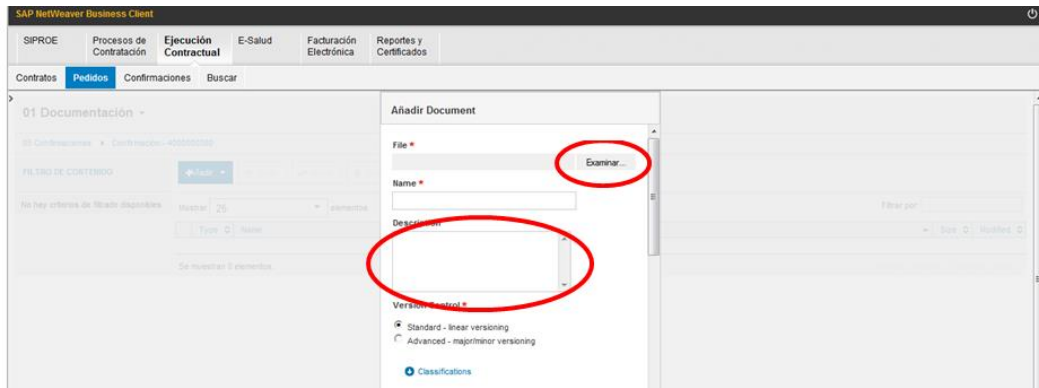 SAP NetWeaver Business Client
SIPROE
Procesos de Contratación
Ejecución Contractual
E-Salud
Facturación Electrónica
Reportes y Certificados
Contratos Pedidos Confirmaciones Buscar
01 Documentación
Añadir Document
File *
Examinar...
FILTRO DE CONTENIDO
Añadir
Name *
No hay criterios de filtrado disponibles
Mostrar 25 elementos
Filtrar por
Description
Type Name
Size Modified
Se muestran 0 elementos.
Version Control *
Standard - linear versioning
Advanced - major/minor versioning
Classifications